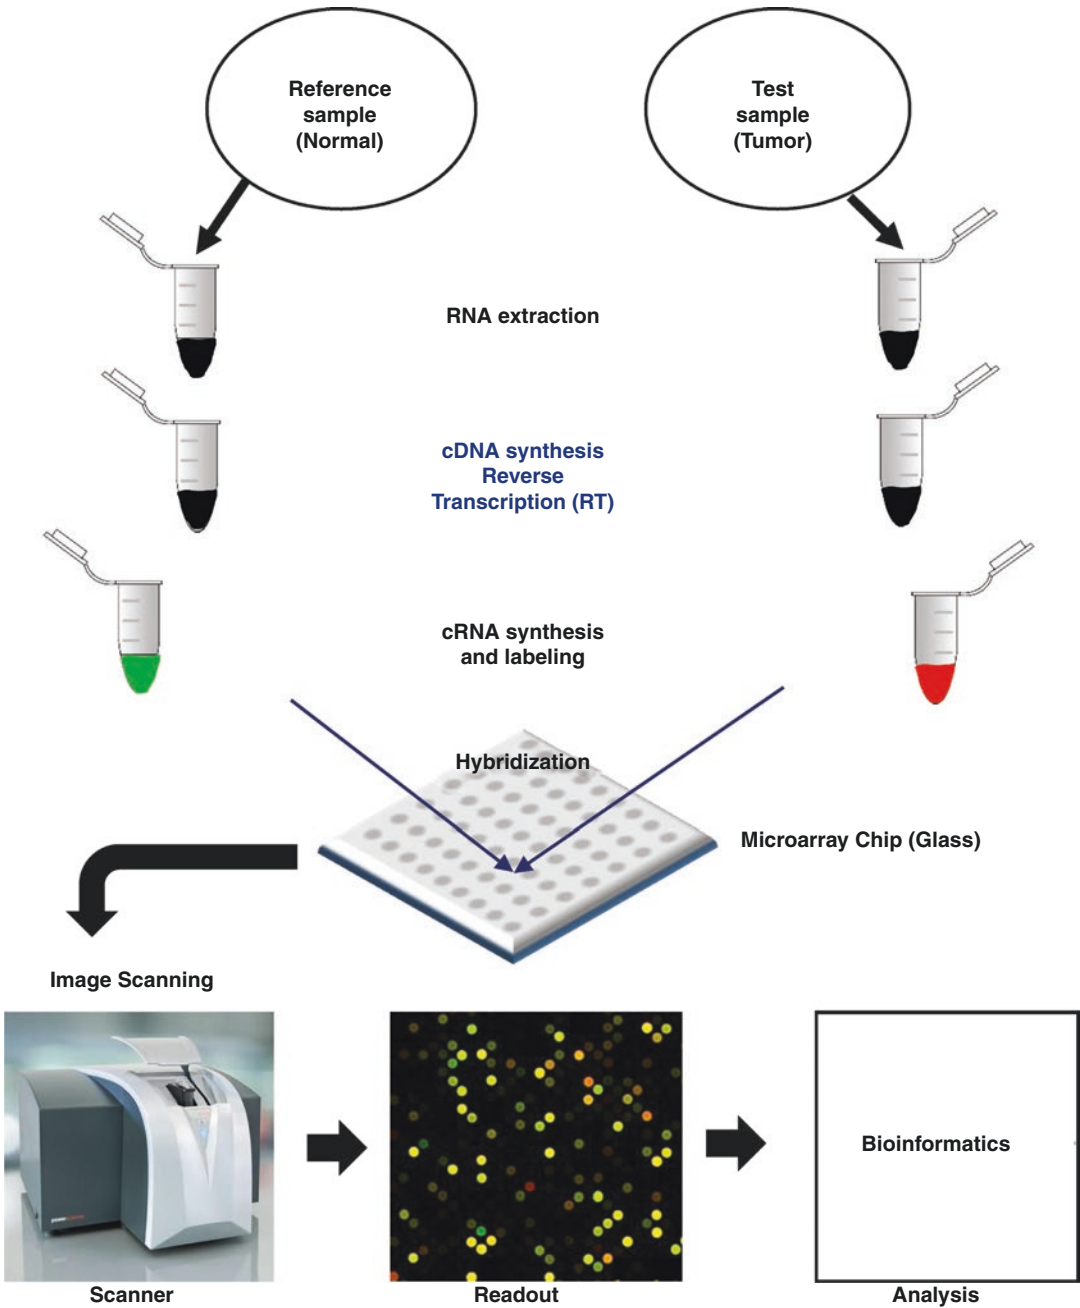 Reference
sample
(Normal)
Test
sample
(Tumor)
RNA extraction
cDNA synthesis
Reverse
Transcription (RT)
cRNA synthesis
and labeling
Hybridization
Microarray Chip (Glass)
Image Scanning
Bioinformatics
Scanner
Readout
Analysis